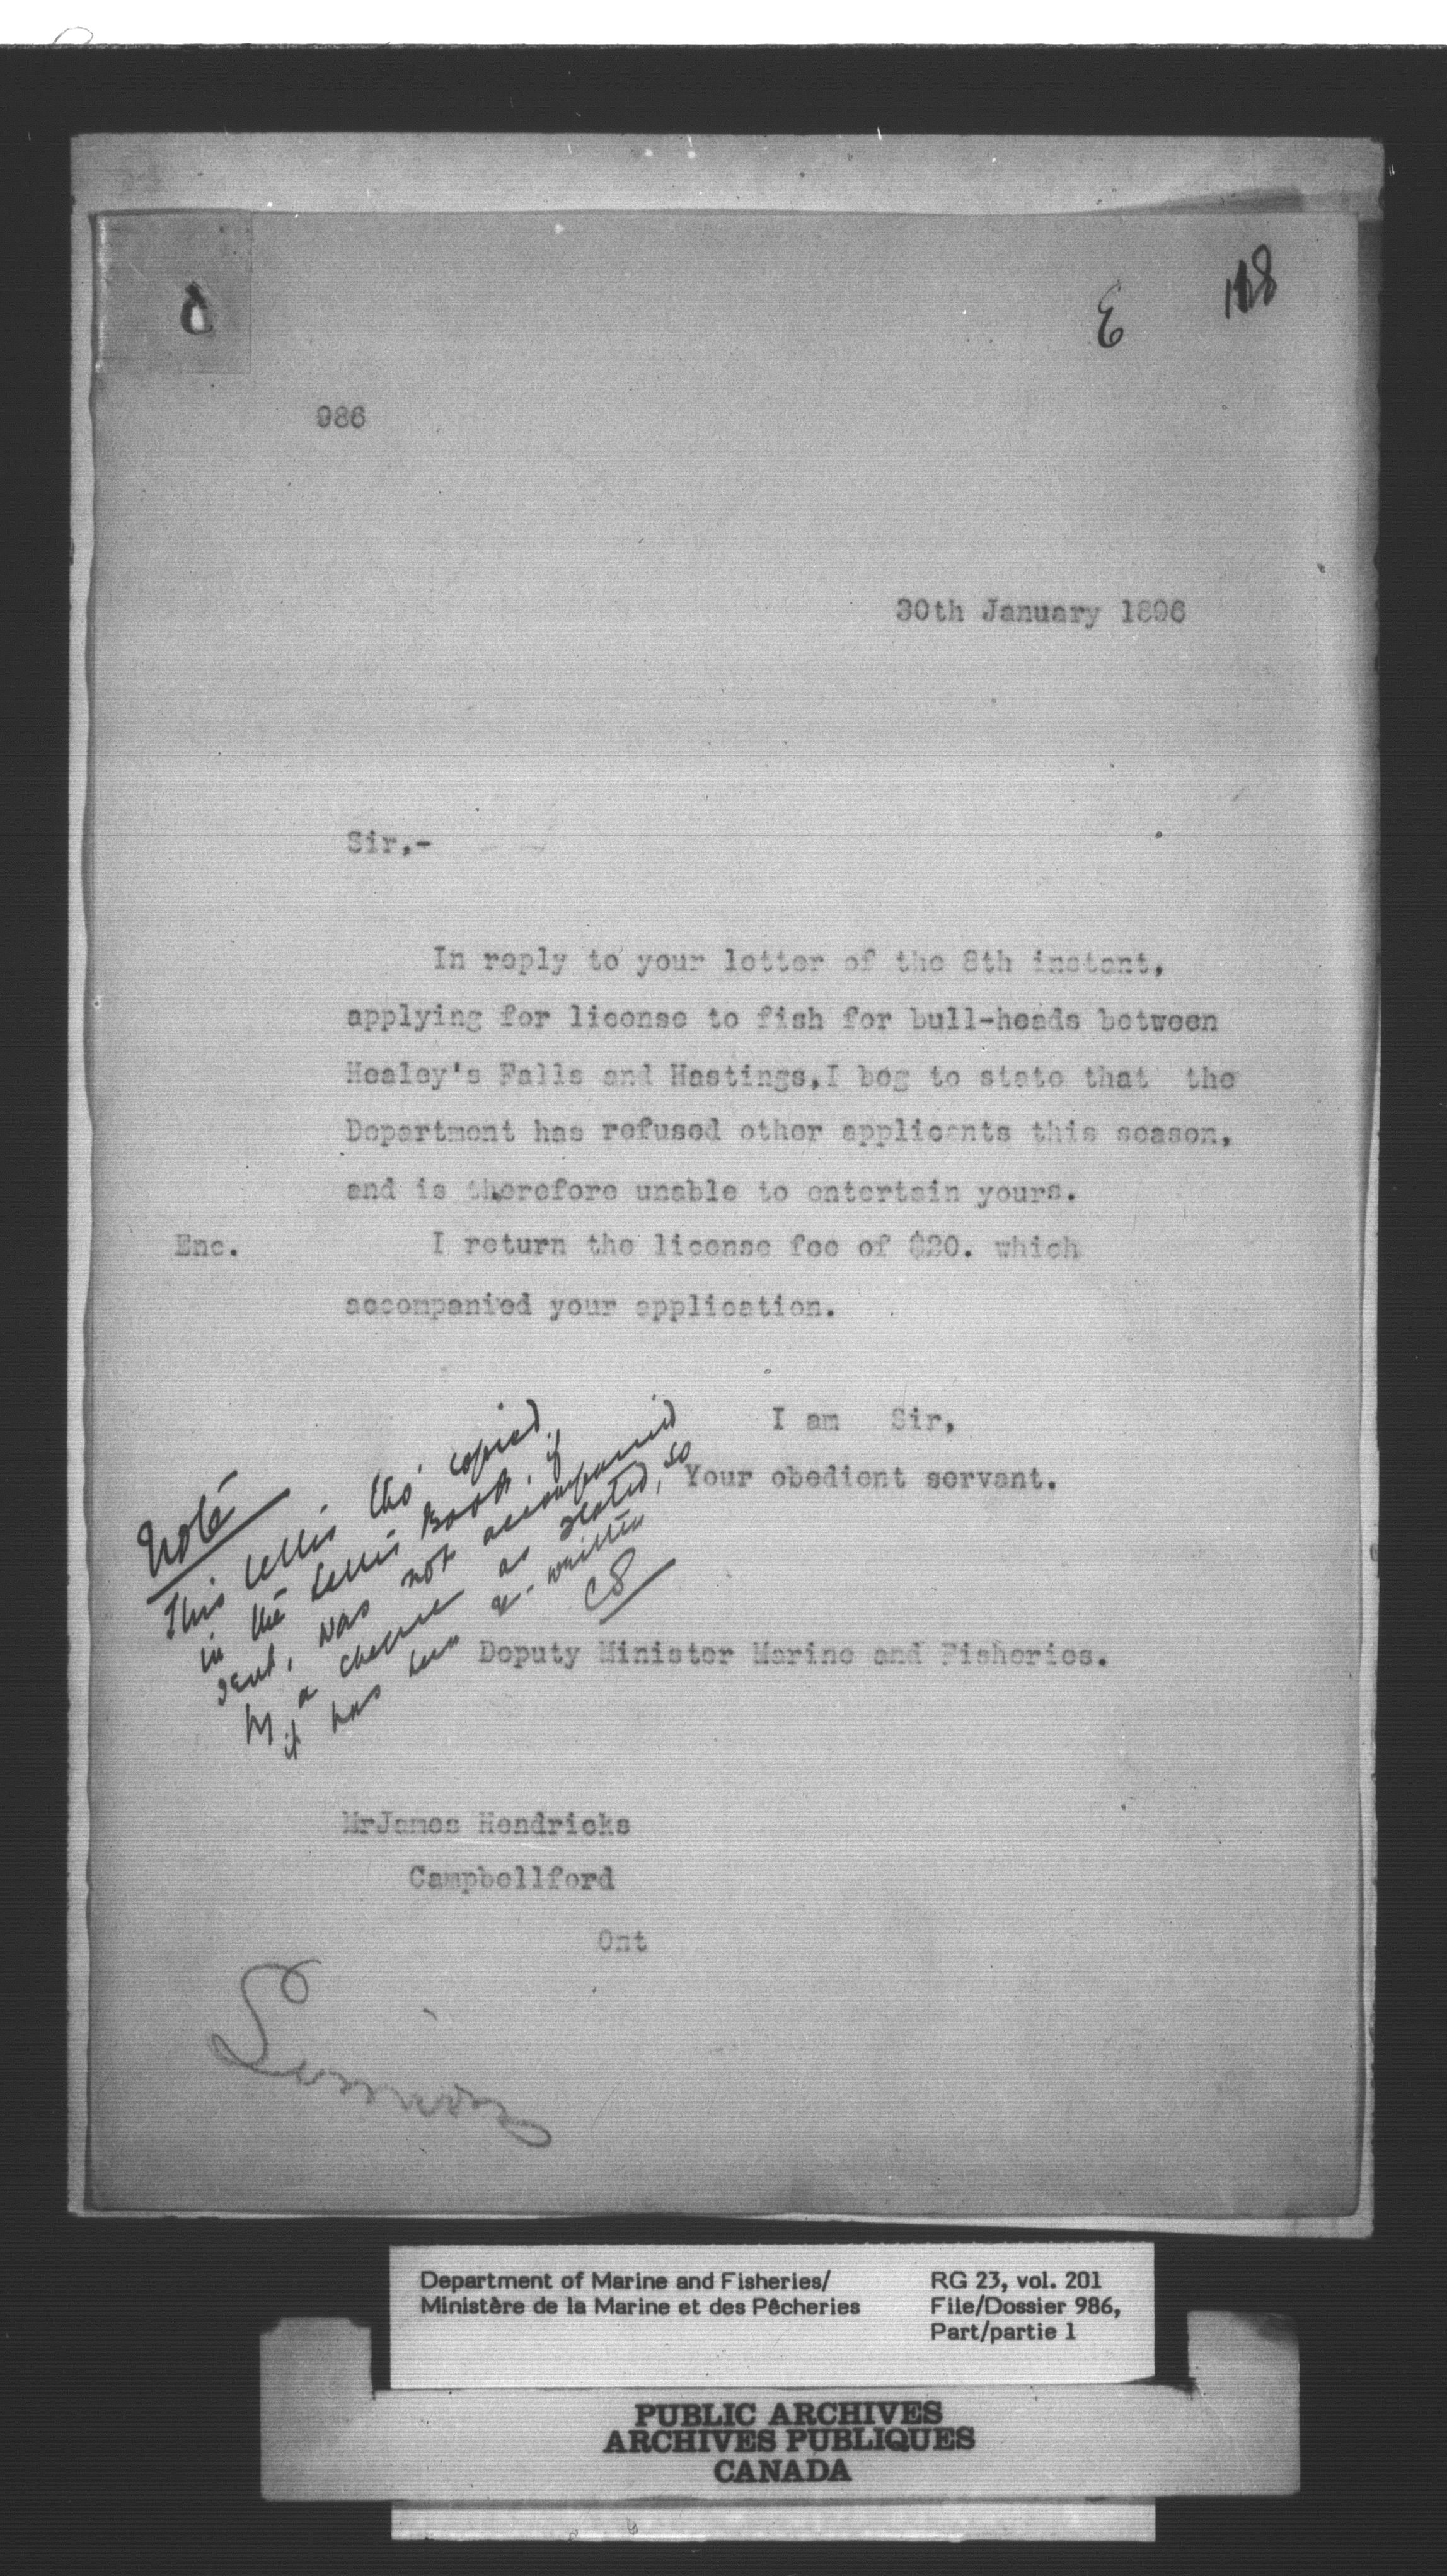 E 118
986
30th January 1896
Sir,-
In reply to your letter of the 8th instant,
applying for license to fish for bull-heads between
Healey's Falls and Hastings,I beg to state that the
Department has refused other applicants this season,
and is therefore unable to entertain yours.
Enc. I return the license fee of $20. which
accompanied your application.
I am Sir,
Your obedient servant.
Note
This letter tho' copied
in the Letter Book, if
sent, was not accompanied
by a cheque as stated, so
it has been re-written
Deputy Minister Marine and Fisheries.
MrJames Hendricks
Campbellford
Ont
Department of Marine and Fisheries/
Ministère de la Marine et des Pêcheries
RG 23, vol. 201
File/Dossier 986,
Part/partie 1
PUBLIC ARCHIVES
ARCHIVES PUBLIQUES
CANADA